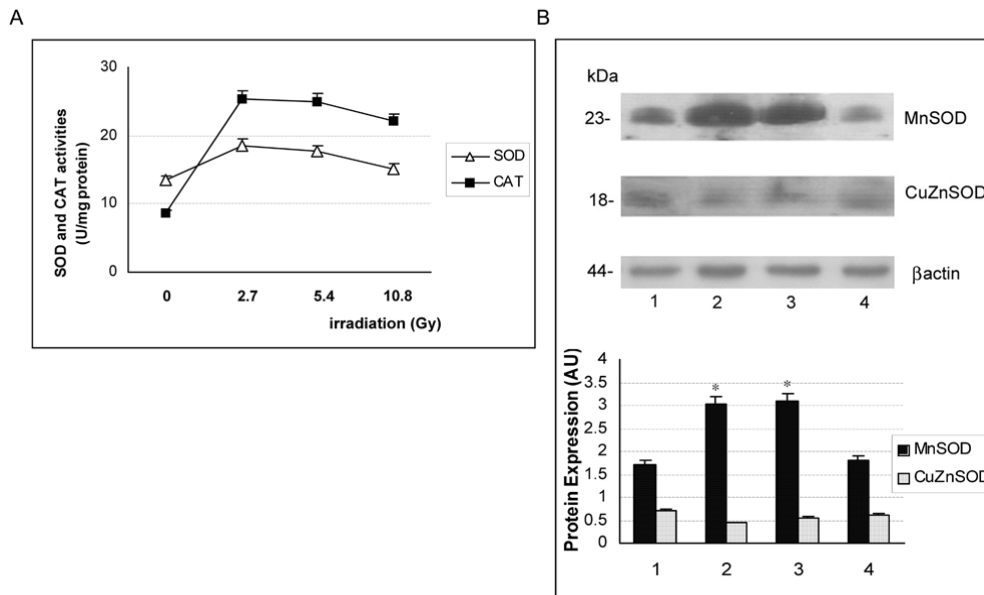 A
30
20
10
0
SOD and CAT activities
(U/mg protein)
0 2.7 5.4 10.8
irradiation (Gy)
SOD
CAT
B
kDa
23- MnSOD
18- CuZnSOD
44- βactin
1 2 3 4
Protein Expression (AU)
4
3.5
3
2.5
2
1.5
1
0.5
0
* *
1 2 3 4
MnSOD
CuZnSOD